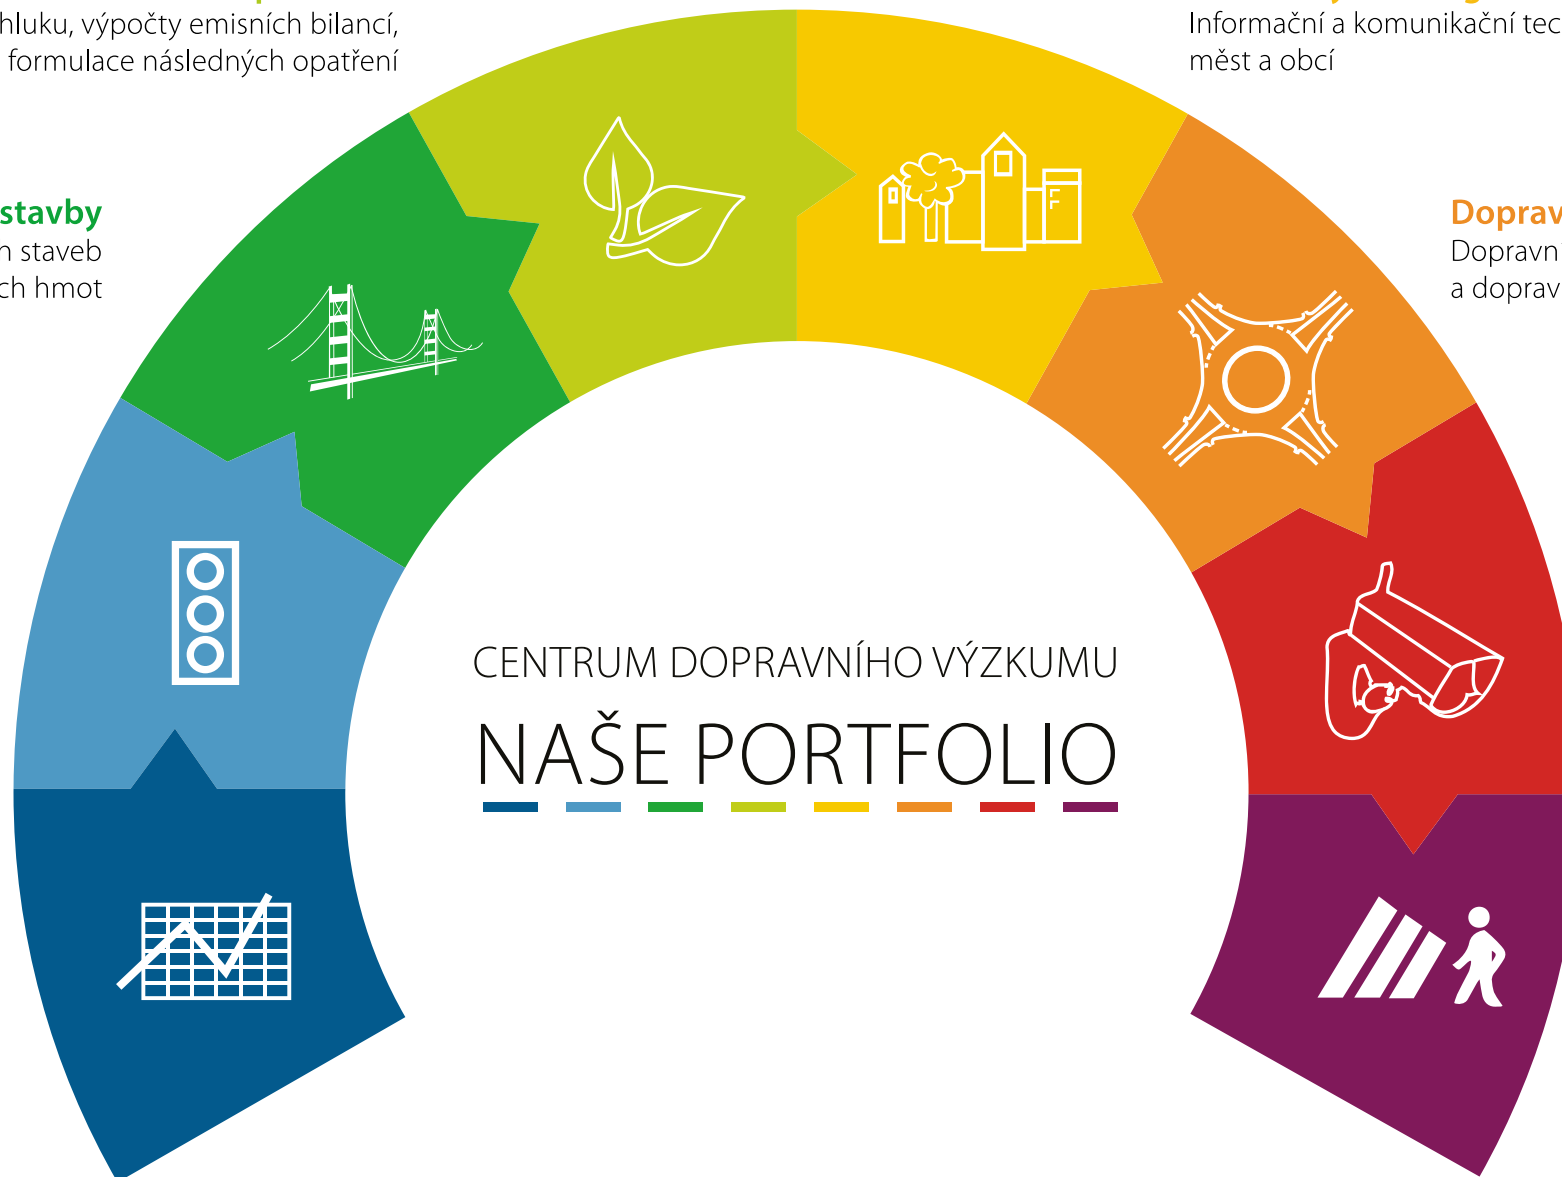 hluku, výpočty emisních bilancí,
formulace následných opatření
Informační a komunikační tec
měst a obcí
stavby
staveb
ch hmot
Doprav
Dopravn
a doprav
CENTRUM DOPRAVNÍHO VÝZKUMU
NAŠE PORTFOLIO